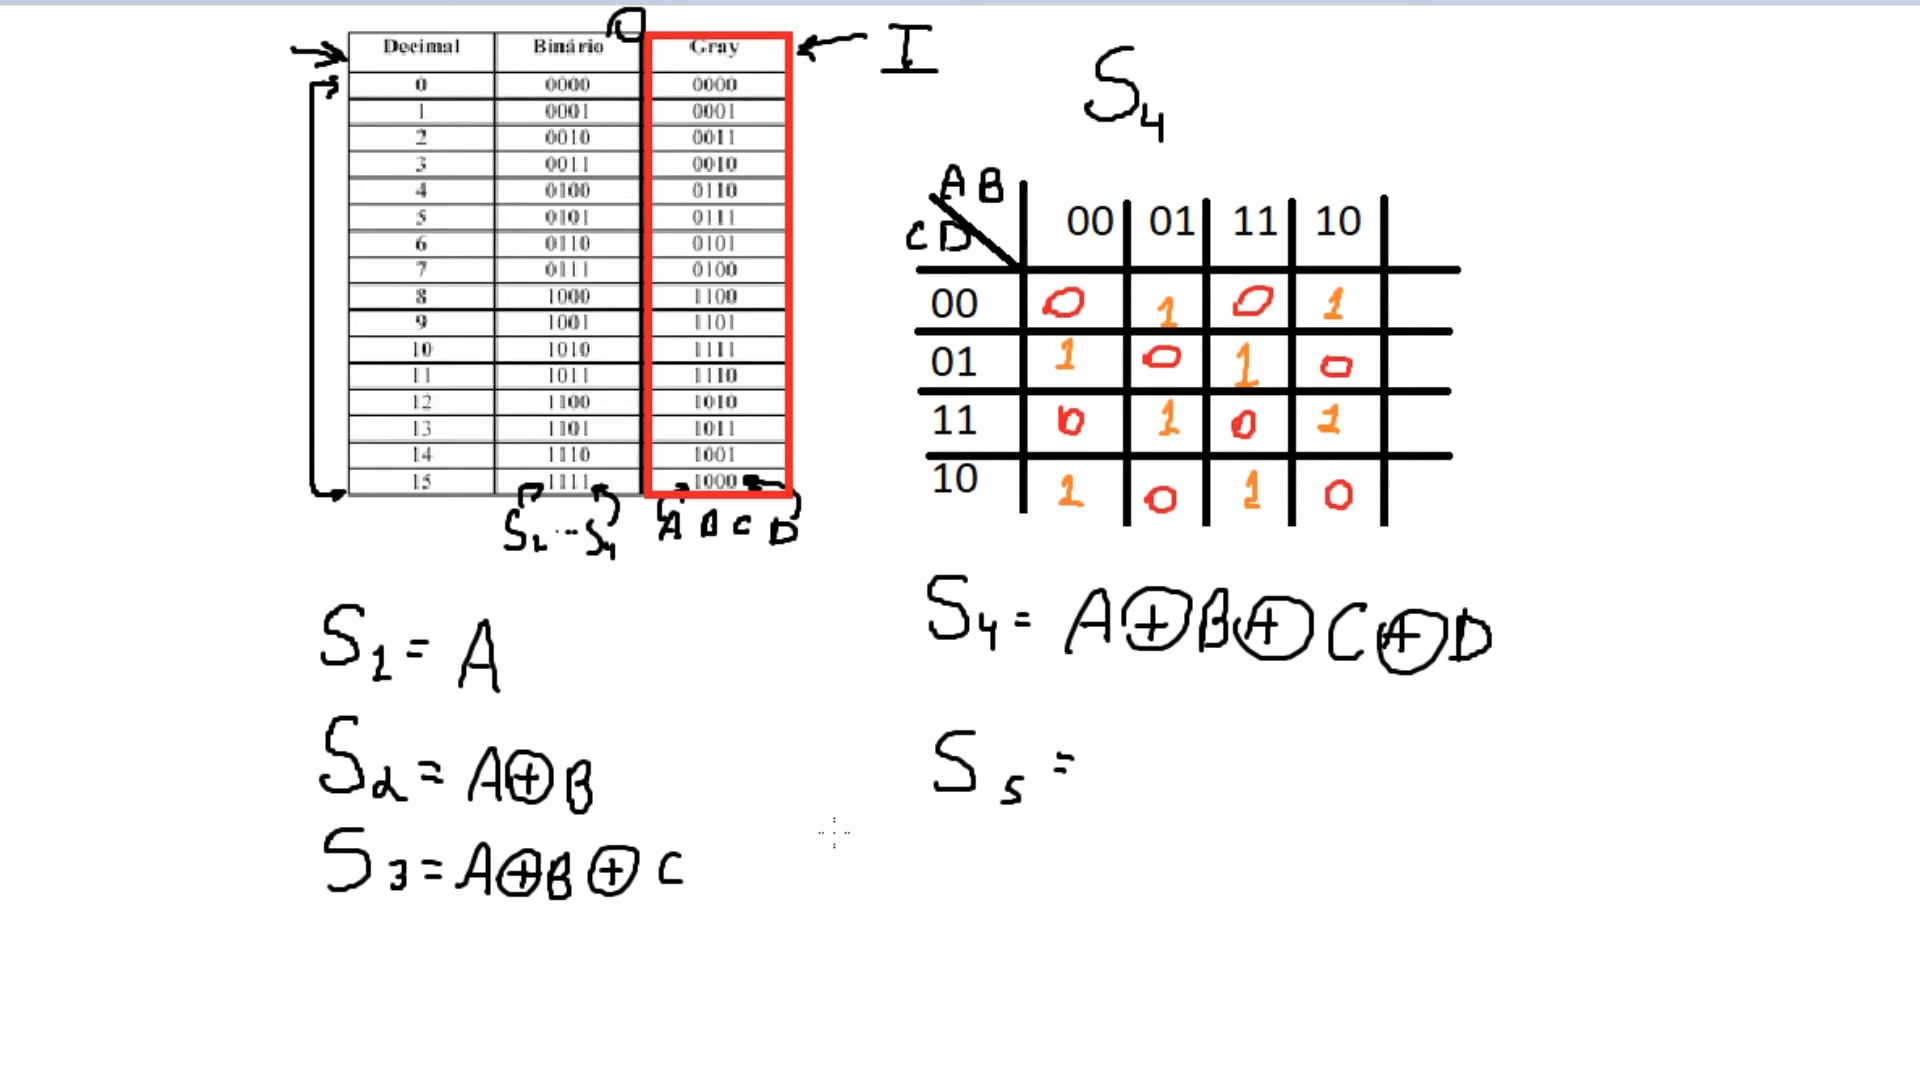 Decimal Binário Gray
0 0000 0000
1 0001 0001
2 0010 0011
3 0011 0010
4 0100 0110
5 0101 0111
6 0110 0101
7 0111 0100
8 1000 1100
9 1001 1101
10 1010 1111
11 1011 1110
12 1100 1010
13 1101 1011
14 1110 1001
15 1111 1000
S1 ... S4 A B C D
I
S4
A B
C D
00 01 11 10
00 0 1 0 1
01 1 0 1 0
11 0 1 0 1
10 1 0 1 0
S1 = A
S2 = A⊕B
S3 = A⊕B⊕C
S4 = A⊕B⊕C⊕D
S5 =